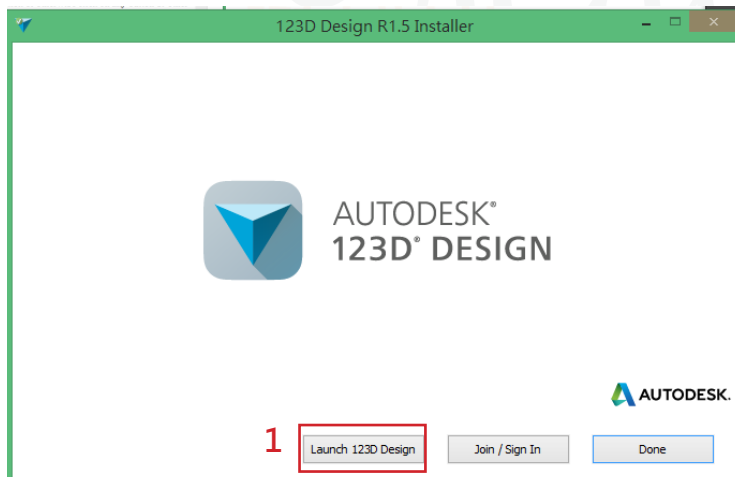 123D Design R1.5 Installer
AUTODESK®
123D® DESIGN
AUTODESK.
1
Launch 123D Design
Join / Sign In
Done